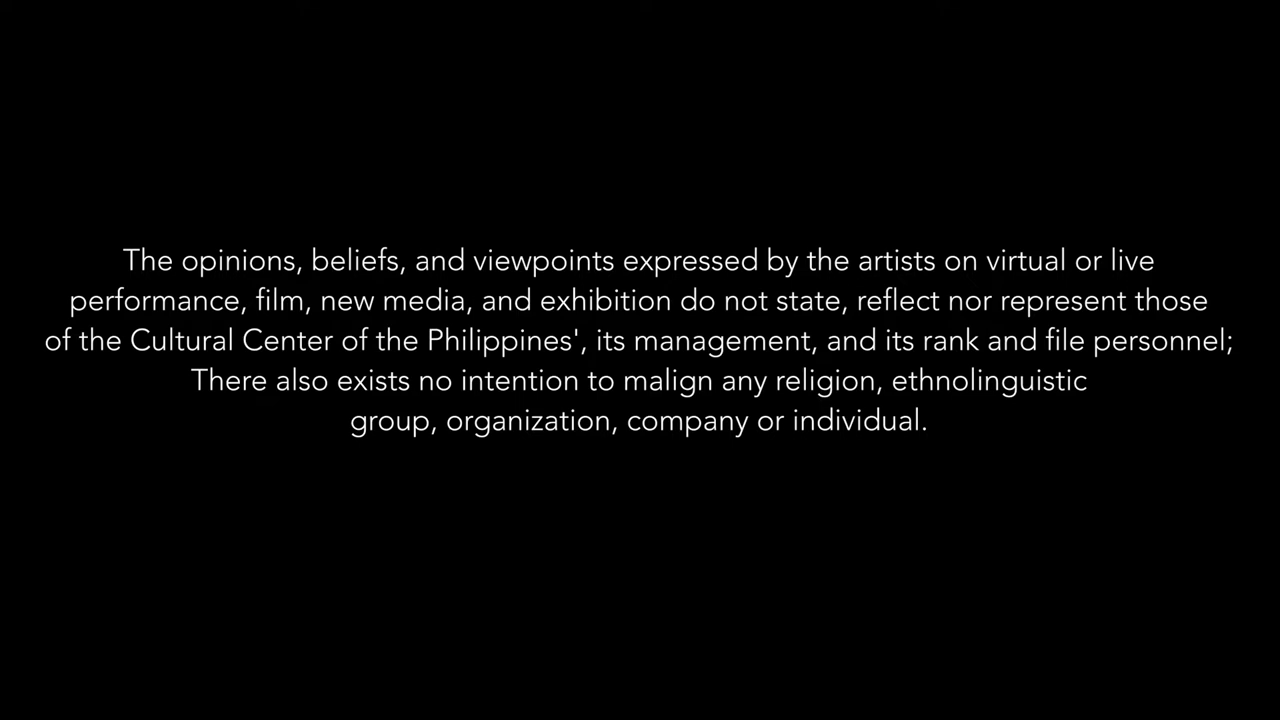 The opinions, beliefs, and viewpoints expressed by the artists on virtual or live
performance, film, new media, and exhibition do not state, reflect nor represent those
of the Cultural Center of the Philippines', its management, and its rank and file personnel;
There also exists no intention to malign any religion, ethnolinguistic
group, organization, company or individual.